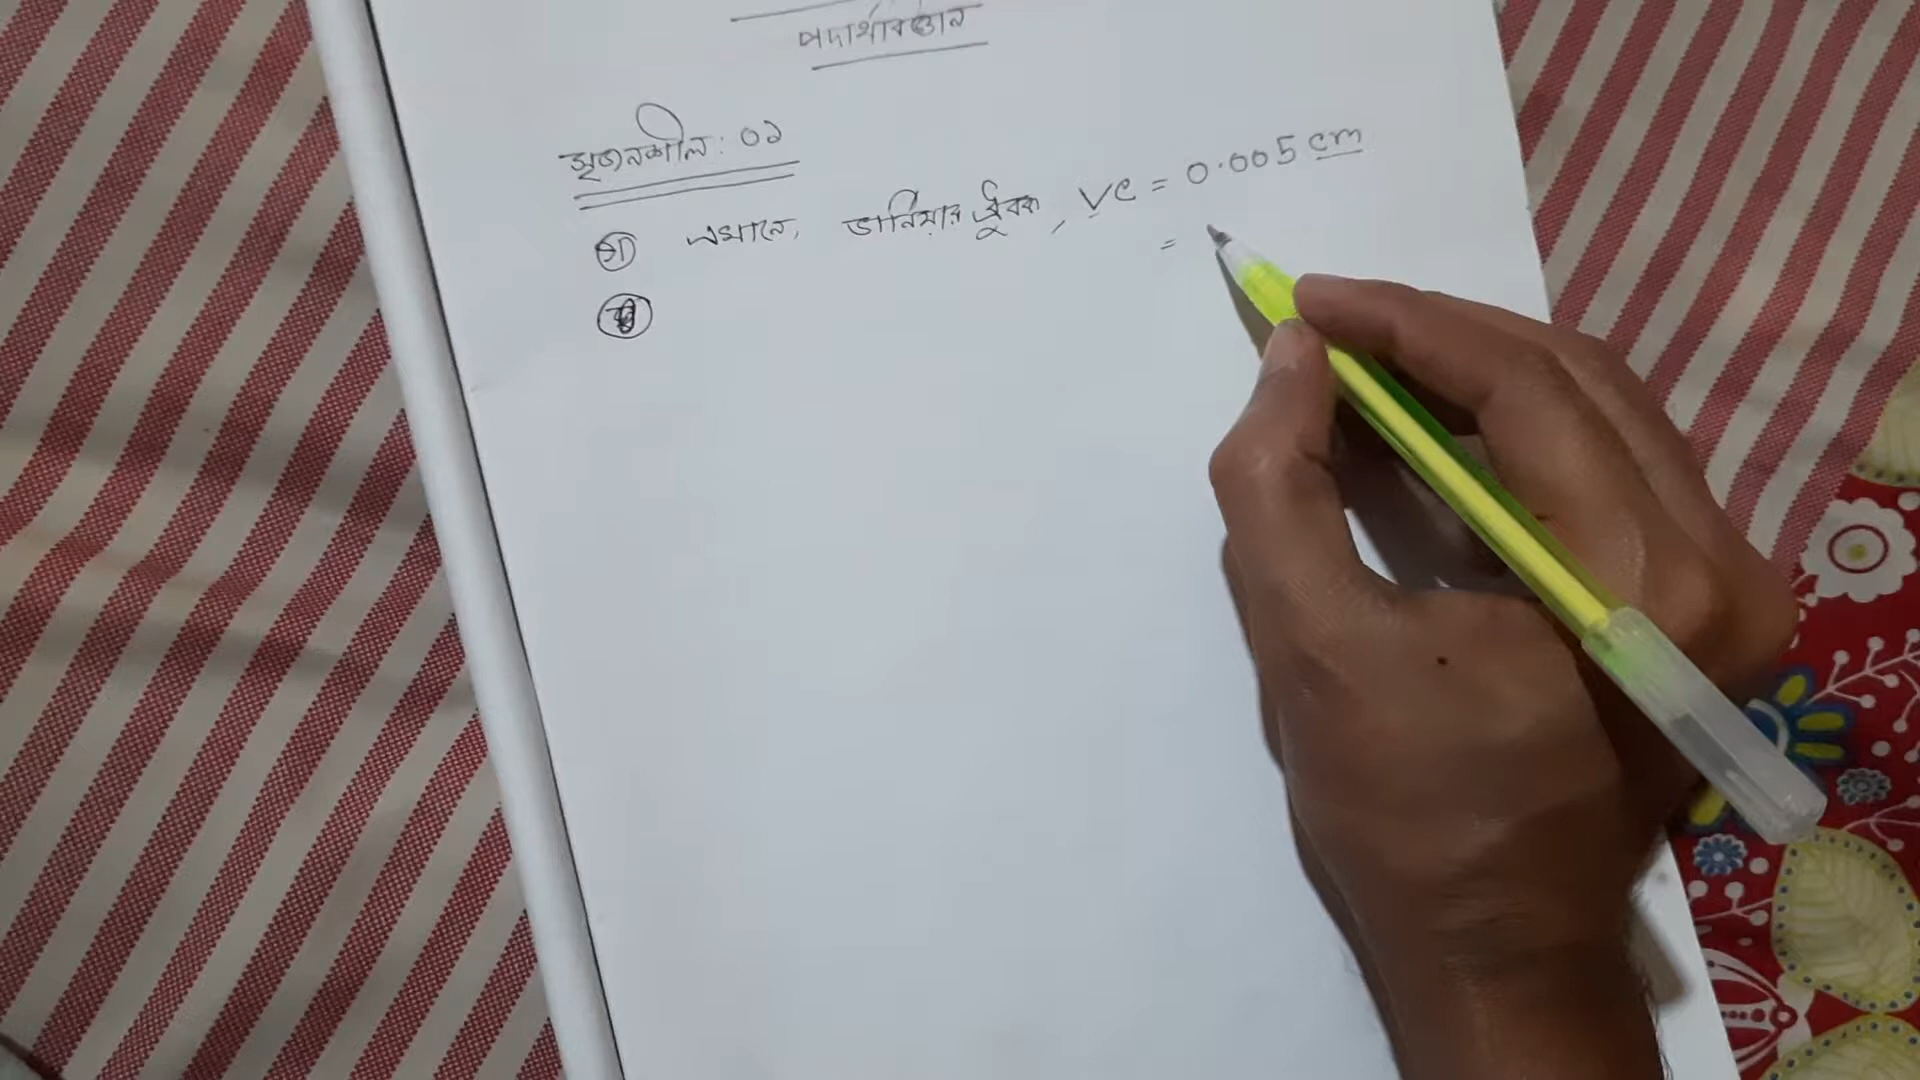 পদার্থবিজ্ঞান
সৃজনশীল: ০১
গ এখানে, ভার্নিয়ার ধ্রুবক, VC = 0.005 cm
=